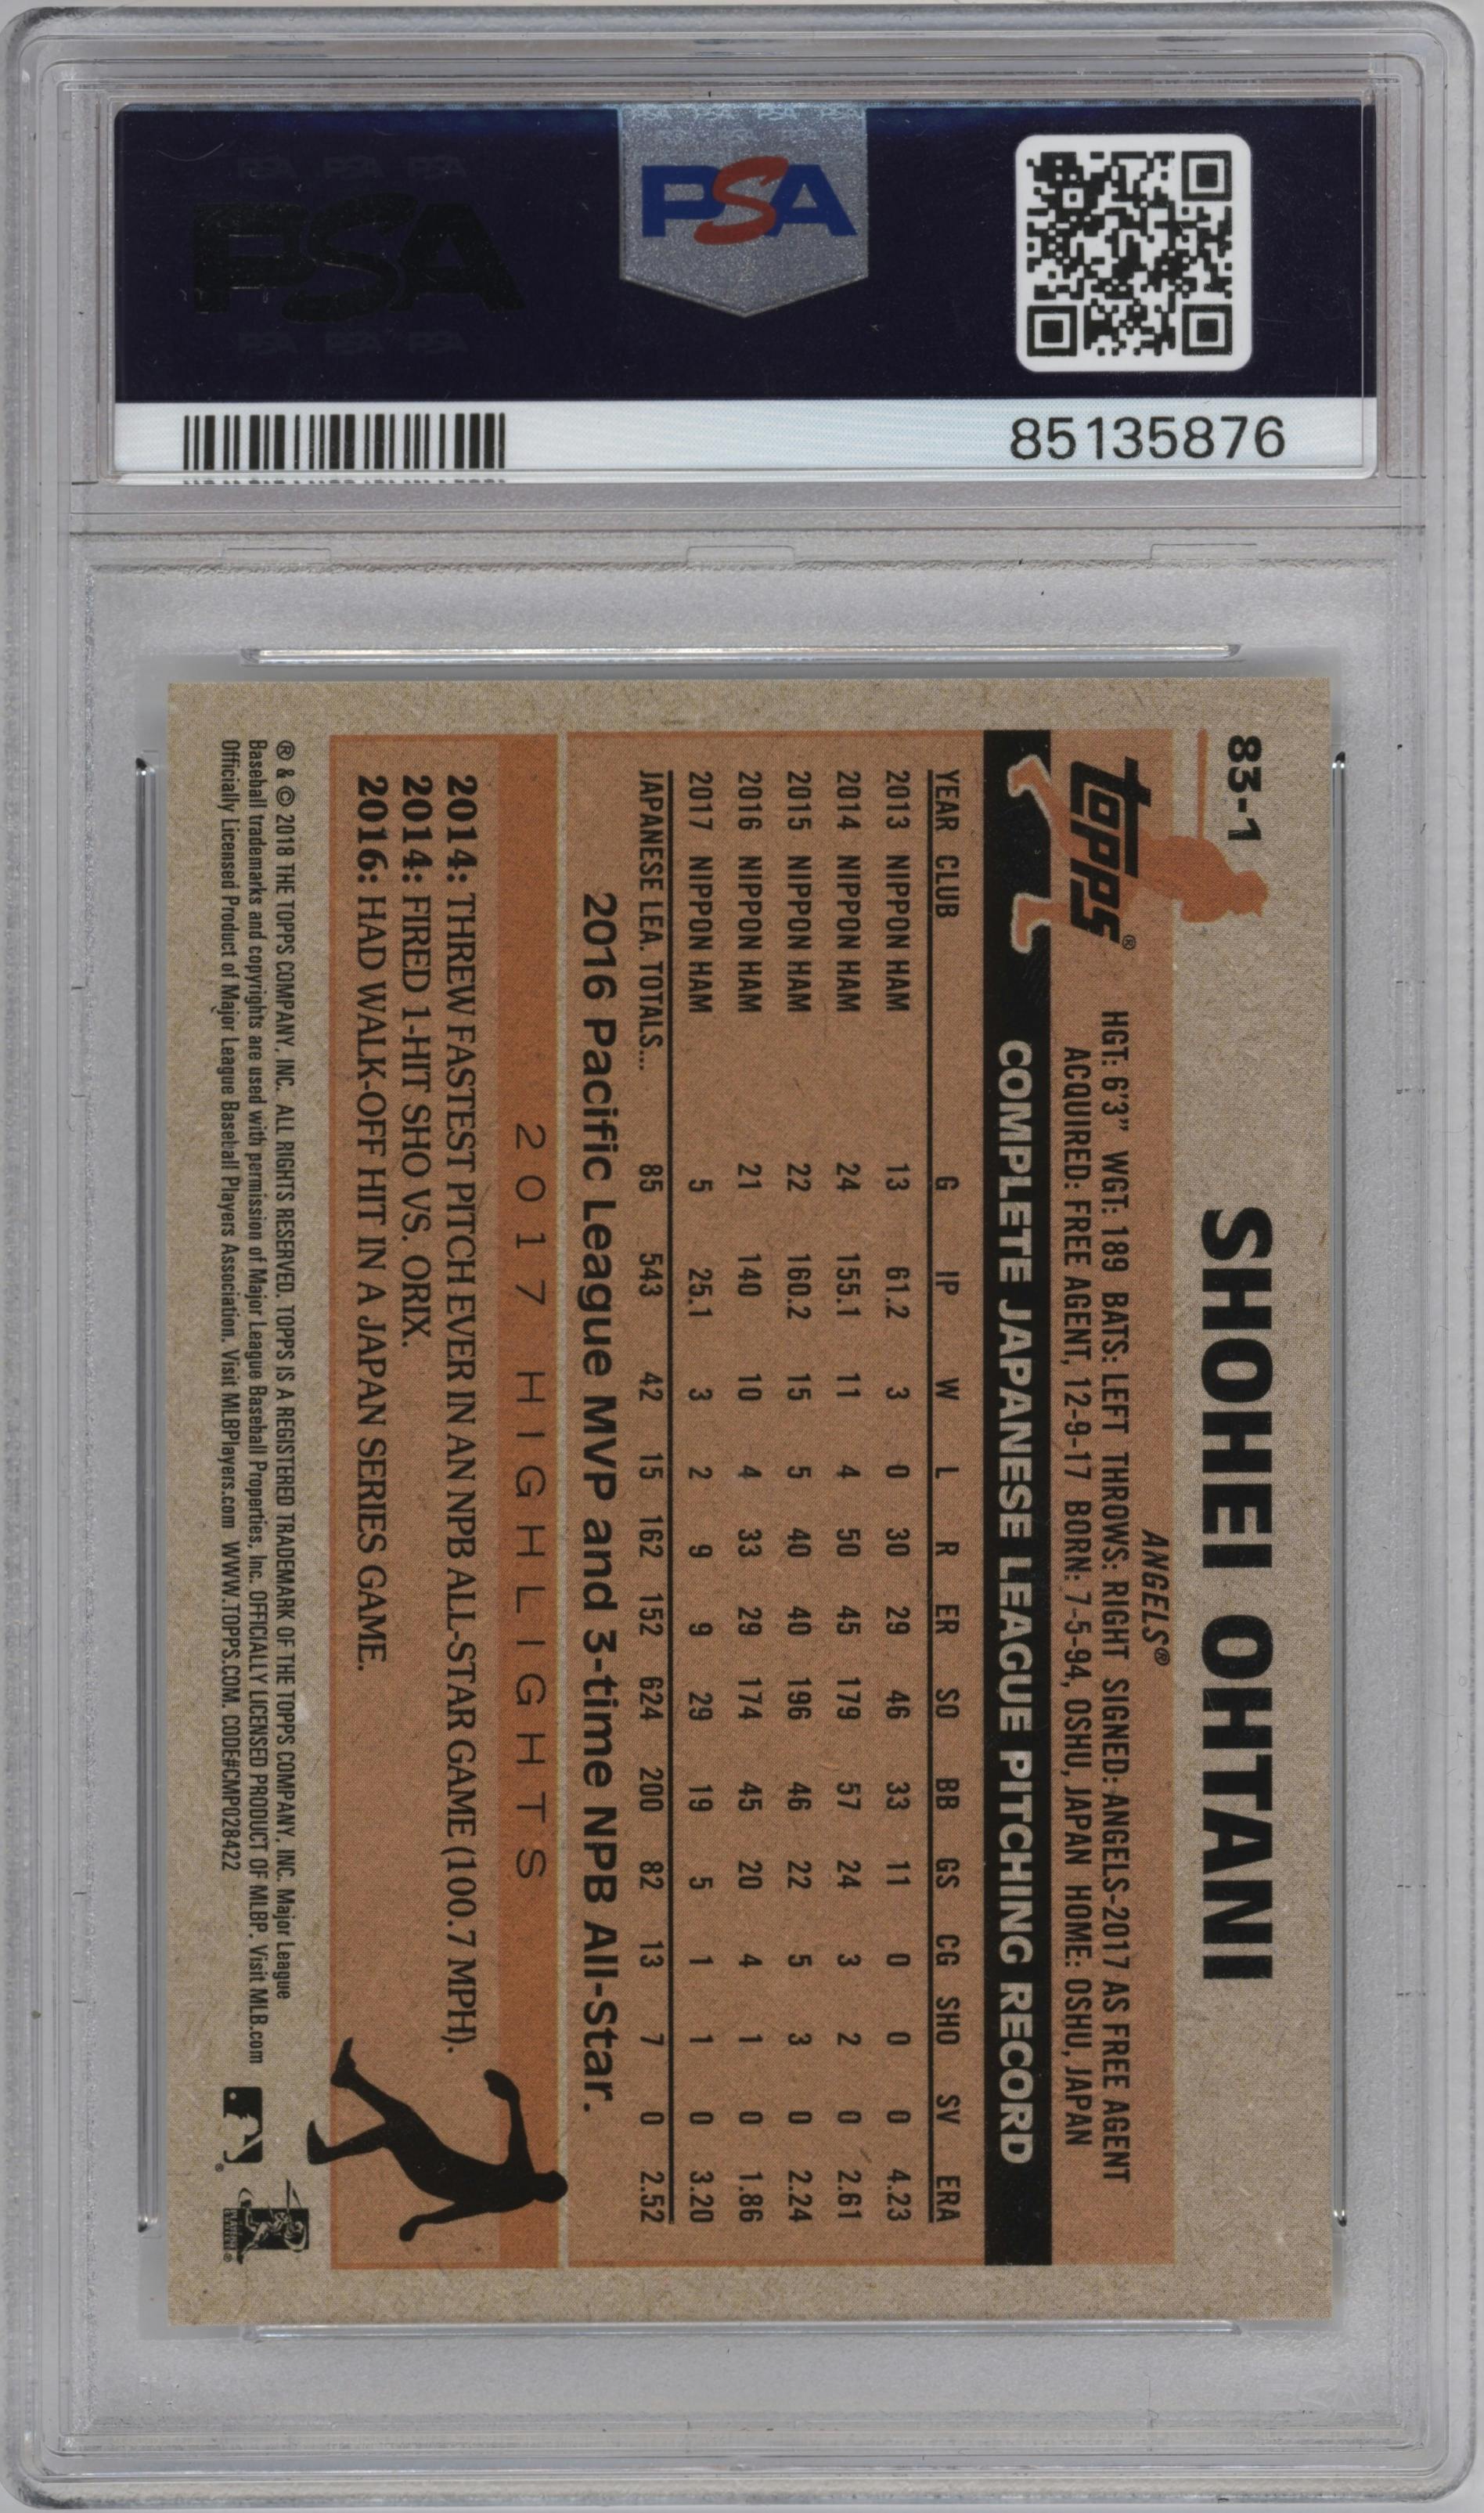 PSA PSA PSA PSA
PSA
PSA PSA PSA
PSA
PSA PSA PSA
85135876
83-1
SHOHEI OHTANI
ANGELS®
topps®
HGT: 6'3" WGT: 189 BATS: LEFT THROWS: RIGHT SIGNED: ANGELS-2017 AS FREE AGENT
ACQUIRED: FREE AGENT, 12-9-17 BORN: 7-5-94, OSHU, JAPAN HOME: OSHU, JAPAN
COMPLETE JAPANESE LEAGUE PITCHING RECORD
YEAR CLUB G IP W L R ER SO BB GS CG SHO SV ERA
2013 NIPPON HAM 13 61.2 3 0 30 29 46 33 11 0 0 0 4.23
2014 NIPPON HAM 24 155.1 11 4 50 45 179 57 24 3 2 0 2.61
2015 NIPPON HAM 22 160.2 15 5 40 40 196 46 22 5 3 0 2.24
2016 NIPPON HAM 21 140 10 4 33 29 174 45 20 4 1 0 1.86
2017 NIPPON HAM 5 25.1 3 2 9 9 29 19 5 1 1 0 3.20
JAPANESE LEA. TOTALS... 85 543 42 15 162 152 624 200 82 13 7 0 2.52
2016 Pacific League MVP and 3-time NPB All-Star.
2017 HIGHLIGHTS
2014: THREW FASTEST PITCH EVER IN AN NPB ALL-STAR GAME (100.7 MPH).
2014: FIRED 1-HIT SHO VS. ORIX.
2016: HAD WALK-OFF HIT IN A JAPAN SERIES GAME.
® & © 2018 THE TOPPS COMPANY, INC. ALL RIGHTS RESERVED. TOPPS IS A REGISTERED TRADEMARK OF THE TOPPS COMPANY, INC. Major League
Baseball trademarks and copyrights are used with permission of Major League Baseball Properties, Inc. OFFICIALLY LICENSED PRODUCT OF MLBP. Visit MLB.com
Officially Licensed Product of Major League Baseball Players Association. Visit MLBPlayers.com WWW.TOPPS.COM. CODE#CMP028422